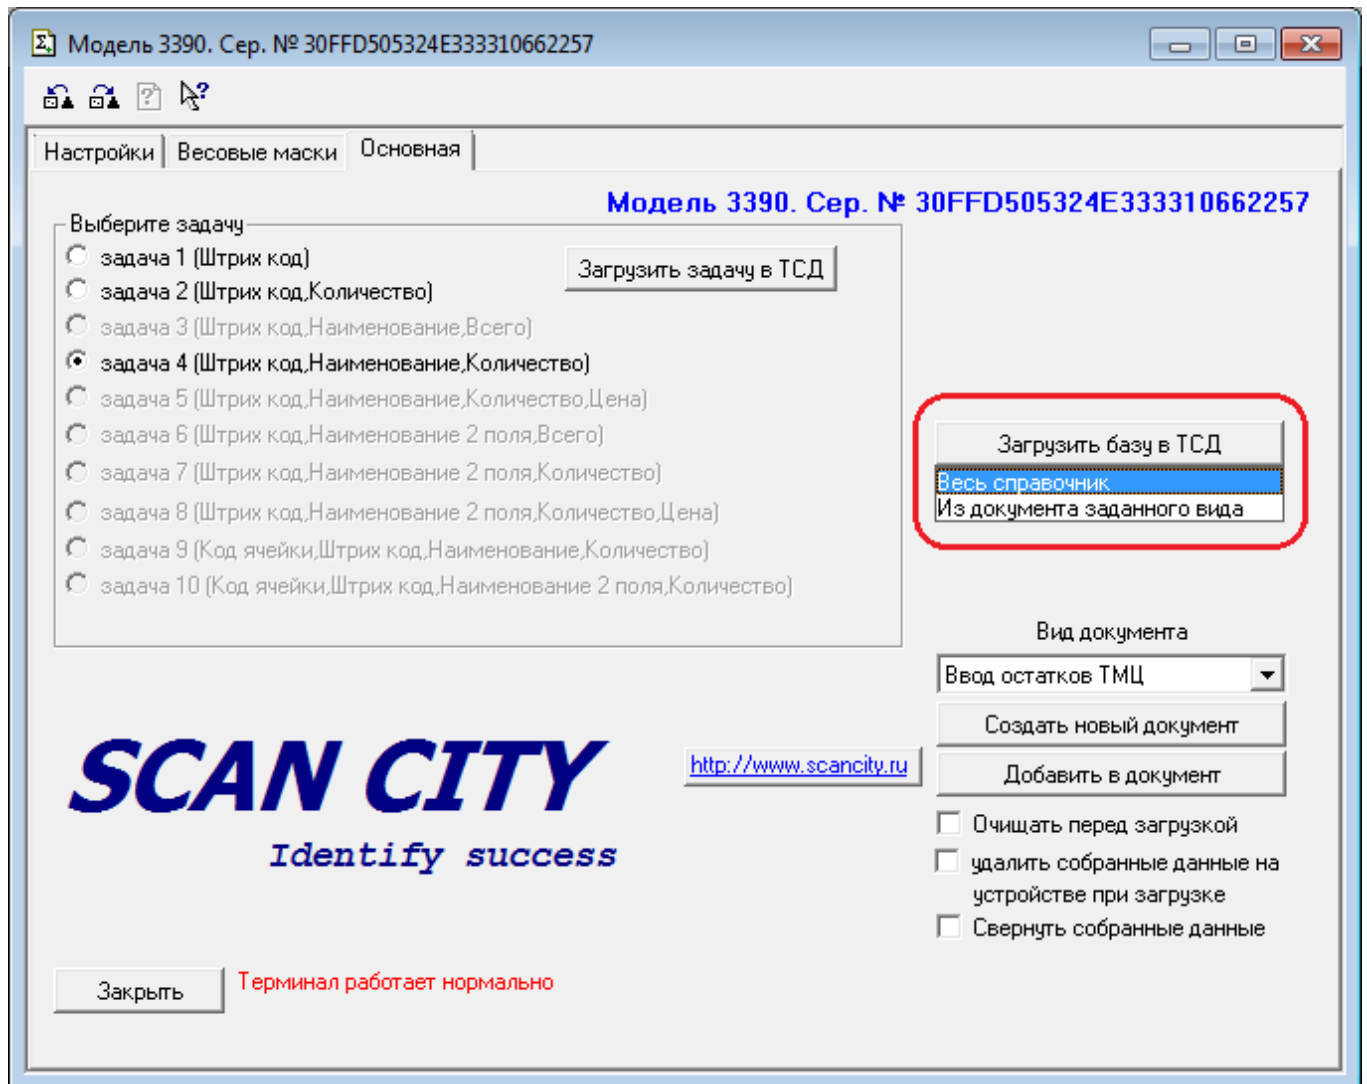 Модель 3390. Сер. № 30FFD505324E333310662257
Настройки
Весовые маски
Основная
Модель 3390. Сер. № 30FFD505324E333310662257
Выберите задачу
задача 1 (Штрих код)
Загрузить задачу в ТСД
задача 2 (Штрих код,Количество)
задача 3 (Штрих код,Наименование,Всего)
задача 4 (Штрих код,Наименование,Количество)
задача 5 (Штрих код,Наименование,Количество,Цена)
задача 6 (Штрих код,Наименование 2 поля,Всего)
задача 7 (Штрих код,Наименование 2 поля,Количество)
задача 8 (Штрих код,Наименование 2 поля,Количество,Цена)
задача 9 (Код ячейки,Штрих код,Наименование,Количество)
задача 10 (Код ячейки,Штрих код,Наименование 2 поля,Количество)
Загрузить базу в ТСД
Весь справочник
Из документа заданного вида
Вид документа
Ввод остатков ТМЦ
Создать новый документ
Добавить в документ
Очищать перед загрузкой
удалить собранные данные на
устройстве при загрузке
Свернуть собранные данные
SCAN CITY
Identify success
http://www.scancity.ru
Закрыть
Терминал работает нормально